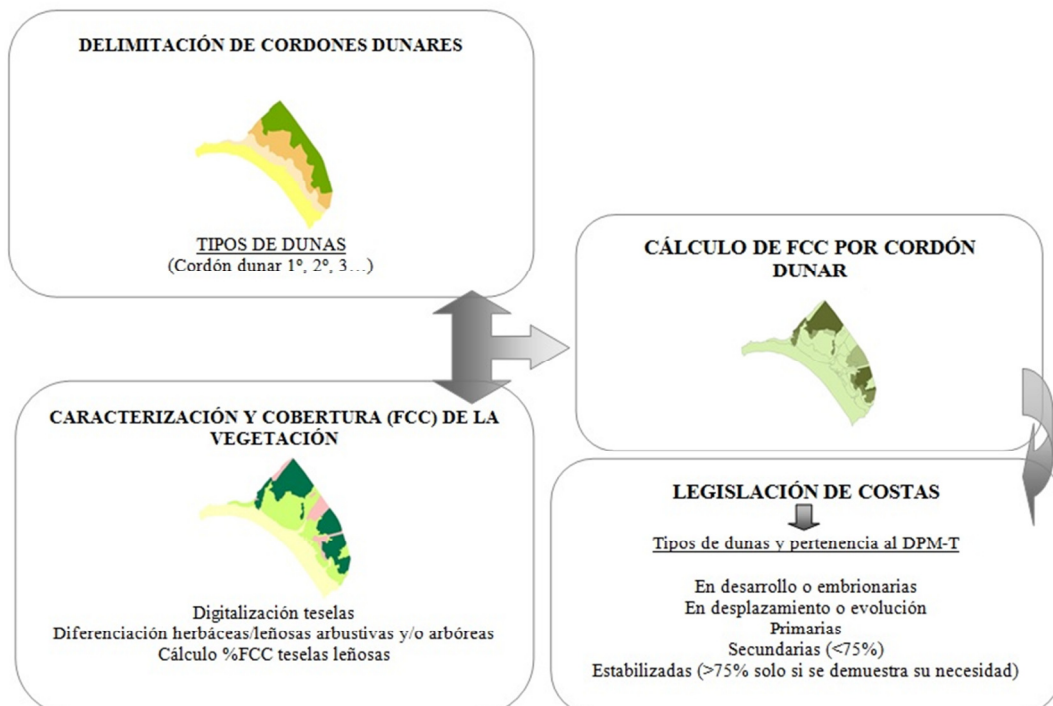 DELIMITACIÓN DE CORDONES DUNARES
TIPOS DE DUNAS
(Cordón dunar 1º, 2º, 3…)
CARACTERIZACIÓN Y COBERTURA (FCC) DE LA
VEGETACIÓN
Digitalización teselas
Diferenciación herbáceas/leñosas arbustivas y/o arbóreas
Cálculo %FCC teselas leñosas
CÁLCULO DE FCC POR CORDÓN
DUNAR
LEGISLACIÓN DE COSTAS
Tipos de dunas y pertenencia al DPM-T
En desarrollo o embrionarias
En desplazamiento o evolución
Primarias
Secundarias (<75%)
Estabilizadas (>75% solo si se demuestra su necesidad)